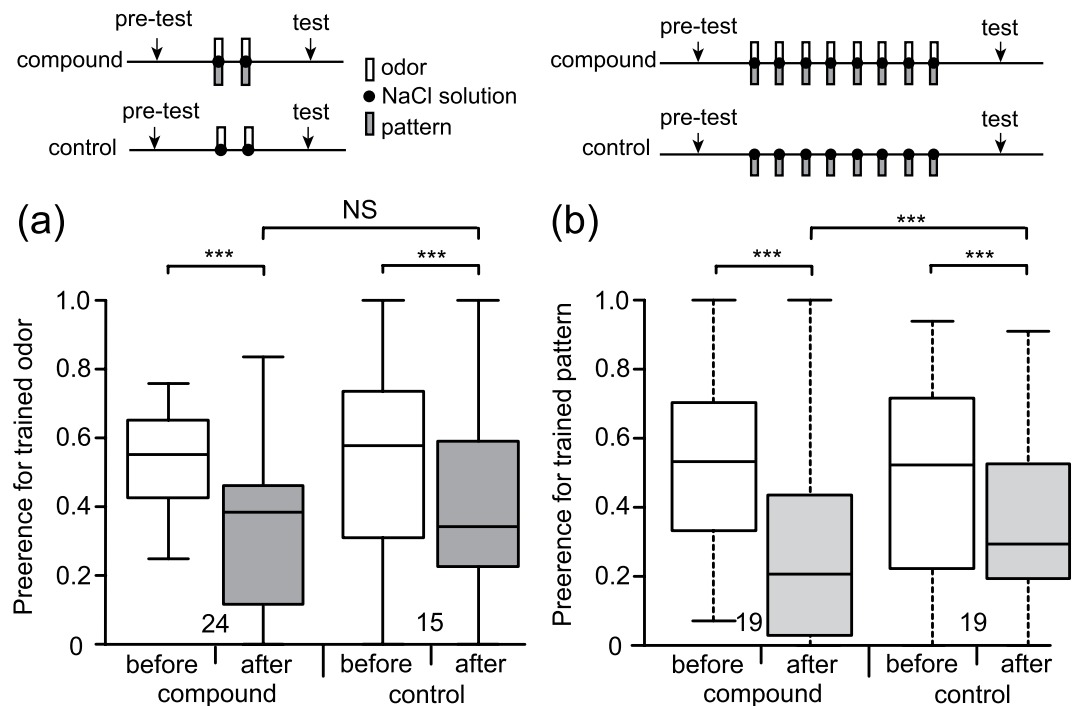 pre-test
test
compound
odor
NaCl solution
pattern
pre-test
test
control
pre-test
test
compound
pre-test
test
control
(a)
NS
***
***
Preerence for trained odor
1.0
0.8
0.6
0.4
0.2
0
24
15
before
after
before
after
compound
control
(b)
***
***
***
Preerence for trained pattern
1.0
0.8
0.6
0.4
0.2
0
19
19
before
after
before
after
compound
control